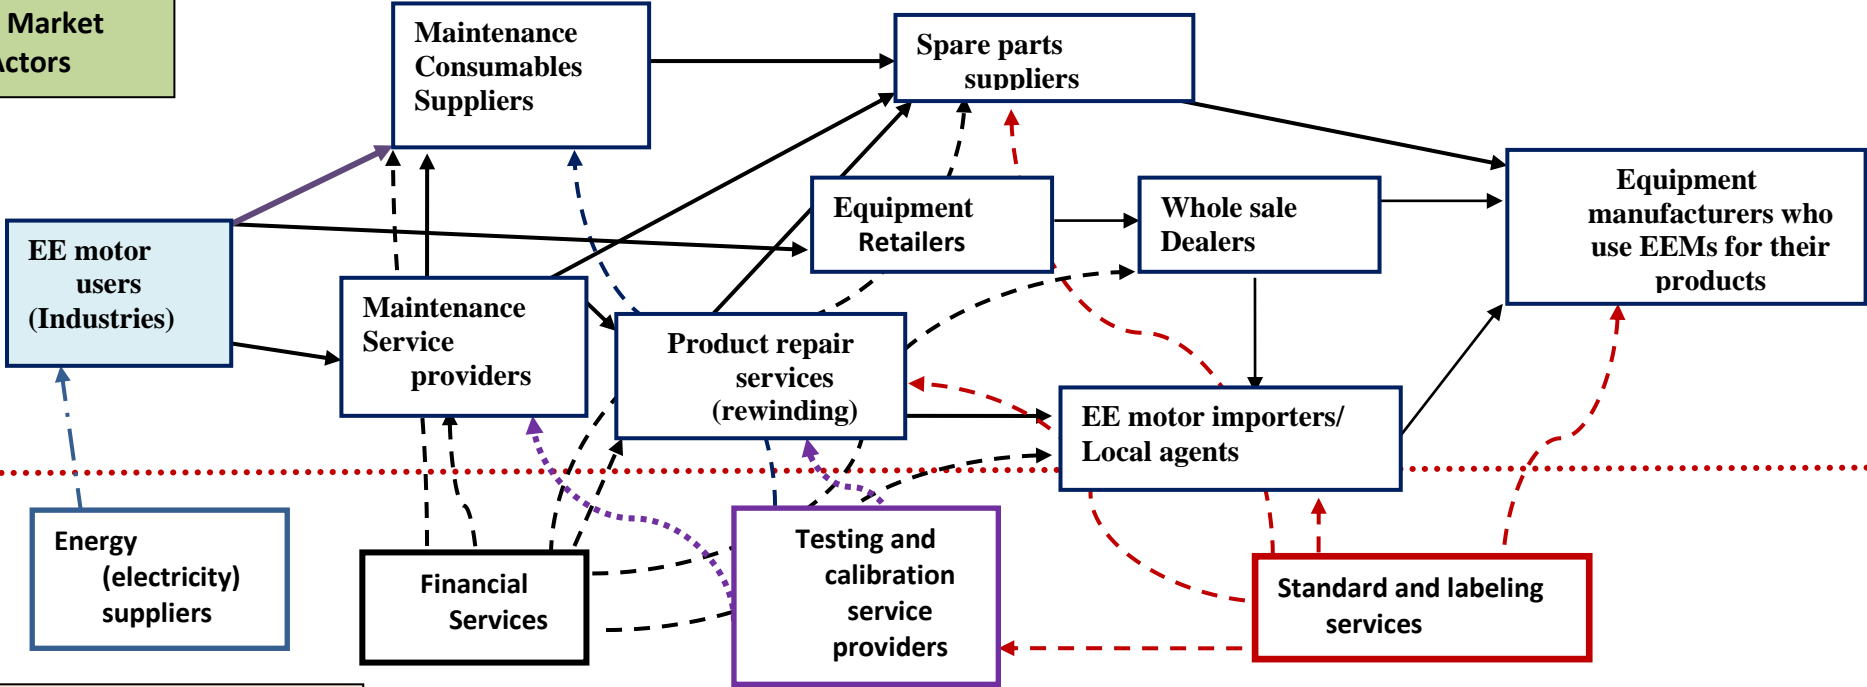 Market
Actors
Maintenance
Consumables
Suppliers
Spare parts
suppliers
Equipment
manufacturers who
use EEMs for their
products
Equipment
Retailers
Whole sale
Dealers
EE motor
users
(Industries)
Maintenance
Service
providers
Product repair
services
(rewinding)
EE motor importers/
Local agents
Energy
(electricity)
suppliers
Financial
Services
Testing and
calibration
service
providers
Standard and labeling
services